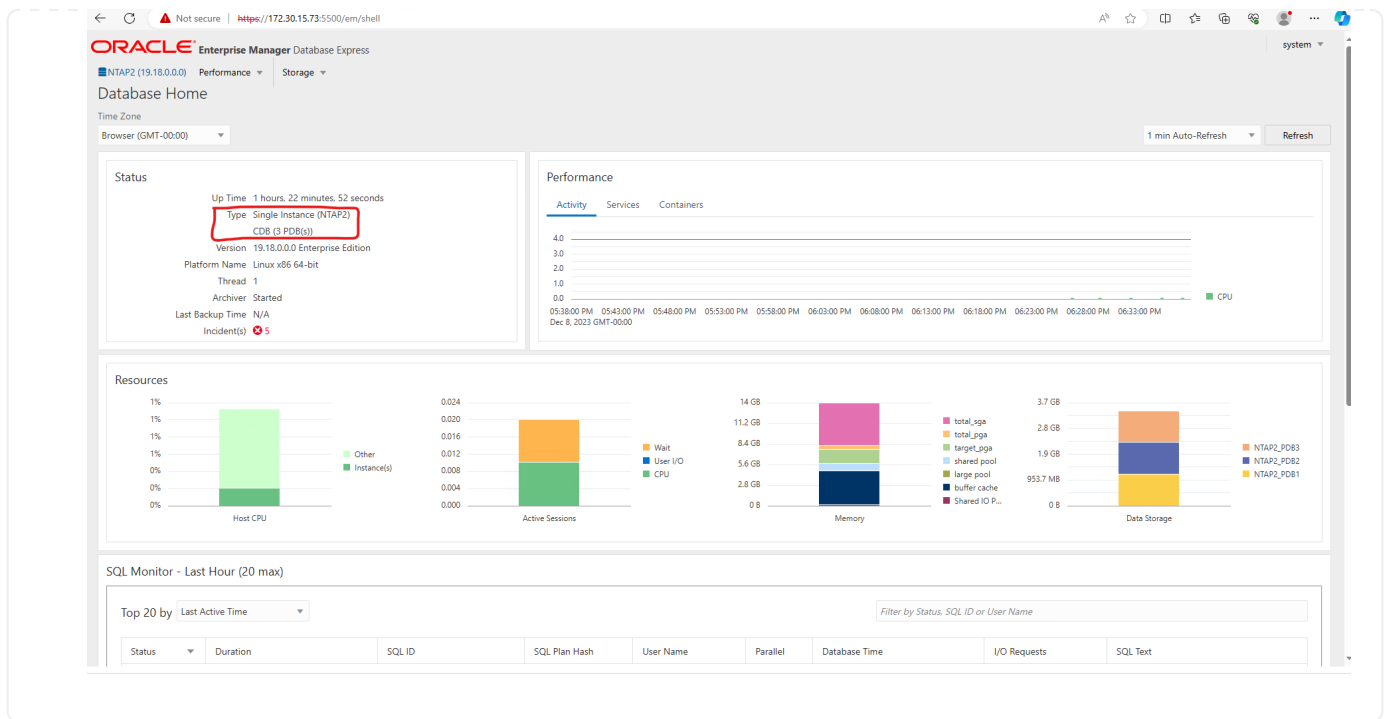 Not secure | https://172.30.15.73:5500/em/shell
ORACLE Enterprise Manager Database Express
system
NTAP2 (19.18.0.0.0) Performance Storage
Database Home
Time Zone
Browser (GMT-00:00)
1 min Auto-Refresh
Refresh
Status
Up Time 1 hours, 22 minutes, 52 seconds
Type Single Instance (NTAP2)
CDB (3 PDB(s))
Version 19.18.0.0.0 Enterprise Edition
Platform Name Linux x86 64-bit
Thread 1
Archiver Started
Last Backup Time N/A
Incident(s) 5
Performance
Activity Services Containers
4.0
3.0
2.0
1.0
0.0
CPU
05:38:00 PM 05:43:00 PM 05:48:00 PM 05:53:00 PM 05:58:00 PM 06:03:00 PM 06:08:00 PM 06:13:00 PM 06:18:00 PM 06:23:00 PM 06:28:00 PM 06:33:00 PM
Dec 8, 2023 GMT-00:00
Resources
1%
1%
1%
1%
0%
0%
0%
Other
Instance(s)
Host CPU
0.024
0.020
0.016
0.012
0.008
0.004
0.000
Wait
User I/O
CPU
Active Sessions
14 GB
11.2 GB
8.4 GB
5.6 GB
2.8 GB
0 B
total_sga
total_pga
target_pga
shared pool
large pool
buffer cache
Shared IO P...
Memory
3.7 GB
2.8 GB
1.9 GB
953.7 MB
0 B
NTAP2_PDB3
NTAP2_PDB2
NTAP2_PDB1
Data Storage
SQL Monitor - Last Hour (20 max)
Top 20 by Last Active Time
Filter by Status, SQL ID or User Name
Status Duration SQL ID SQL Plan Hash User Name Parallel Database Time I/O Requests SQL Text